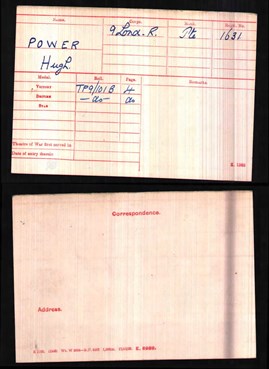 Name. Corps. Rank. Regtl. No.
POWER 9 Lond. R. Pte 1631
Hugh
Medal. Roll. Page. Remarks.
VICTORY TP9/101B 4
BRITISH —do— do
STAR
Theatre of War first served in
Date of entry therein
K. 1380
Correspondence.
Address.